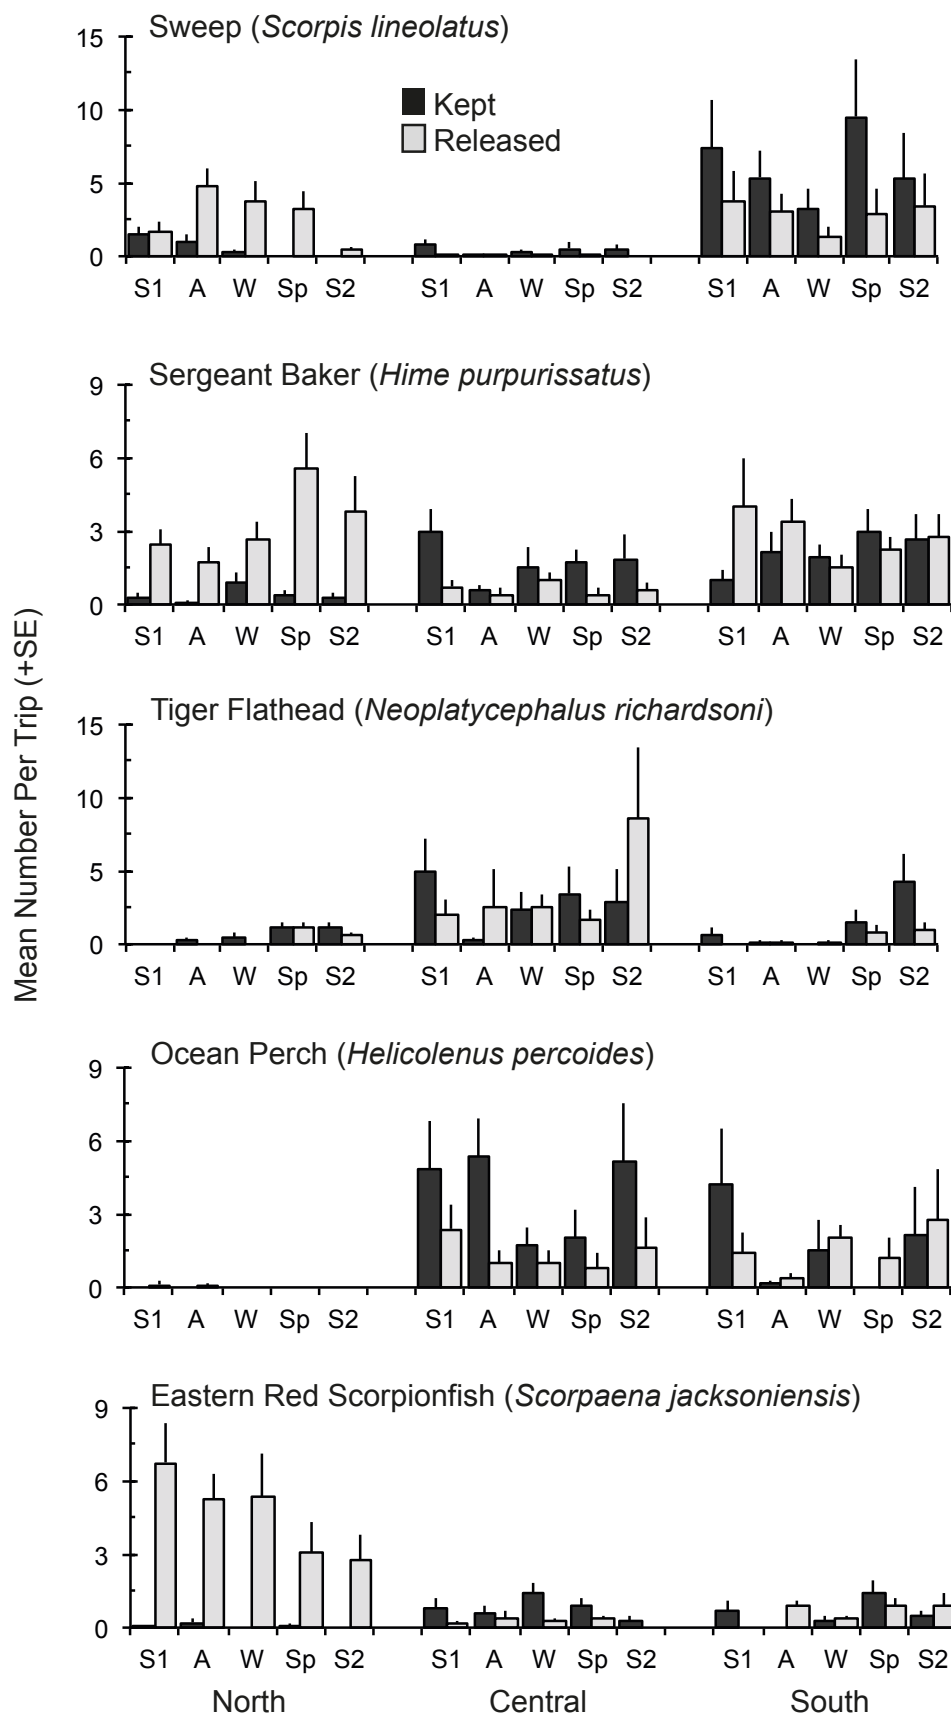 Sweep (Scorpis lineolatus)
15
10
5
0
Kept
Released
S1 A W Sp S2 S1 A W Sp S2 S1 A W Sp S2
Sergeant Baker (Hime purpurissatus)
9
6
3
0
S1 A W Sp S2 S1 A W Sp S2 S1 A W Sp S2
Mean Number Per Trip (+SE)
Tiger Flathead (Neoplatycephalus richardsoni)
15
10
5
0
S1 A W Sp S2 S1 A W Sp S2 S1 A W Sp S2
Ocean Perch (Helicolenus percoides)
9
6
3
0
S1 A W Sp S2 S1 A W Sp S2 S1 A W Sp S2
Eastern Red Scorpionfish (Scorpaena jacksoniensis)
9
6
3
0
S1 A W Sp S2 S1 A W Sp S2 S1 A W Sp S2
North Central South